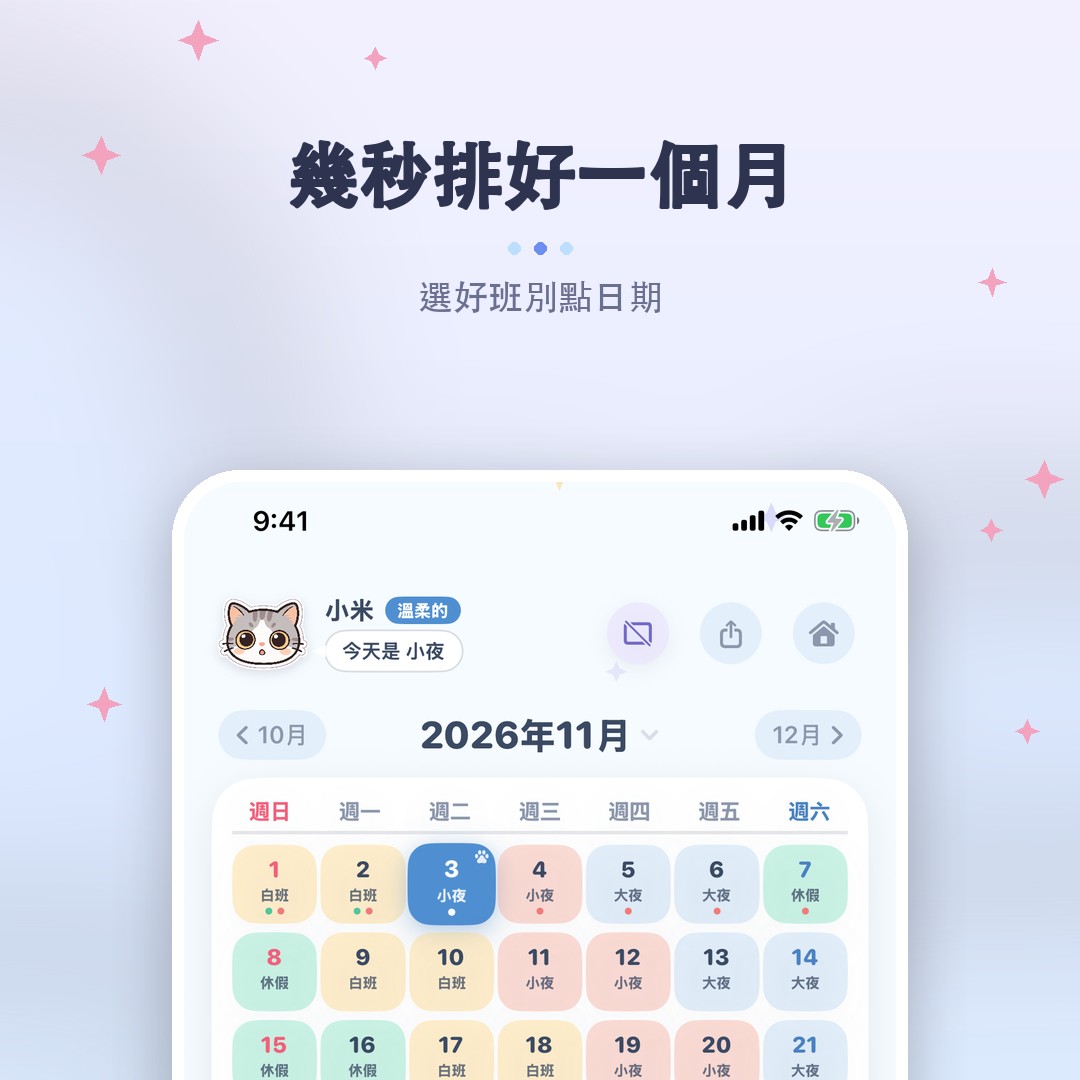 幾秒排好一個月
選好班別點日期
9:41
小米 溫柔的
今天是 小夜
10月 2026年11月 12月
週日 週一 週二 週三 週四 週五 週六
1 2 3 4 5 6 7
白班 白班 小夜 小夜 大夜 大夜 休假
8 9 10 11 12 13 14
休假 白班 白班 小夜 小夜 大夜 大夜
15 16 17 18 19 20 21
休假 休假 白班 白班 小夜 小夜 大夜